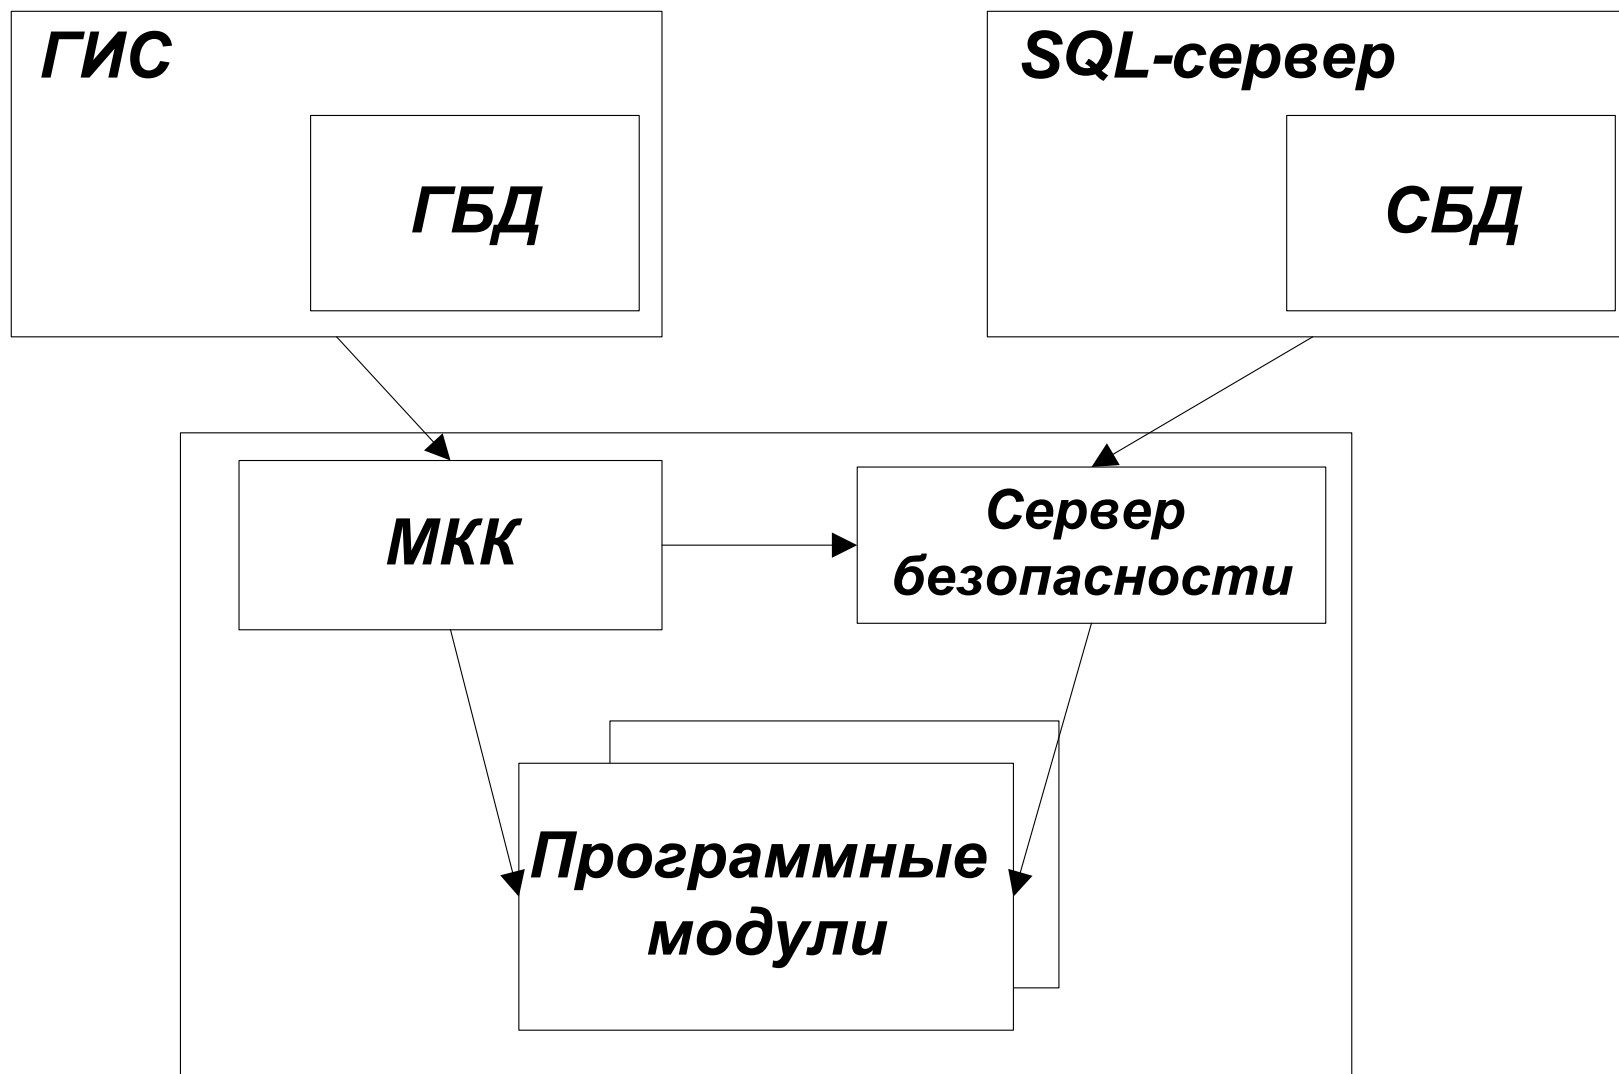 ГИС
SQL-сервер
ГБД
СБД
МКК
Сервер
безопасности
Программные
модули